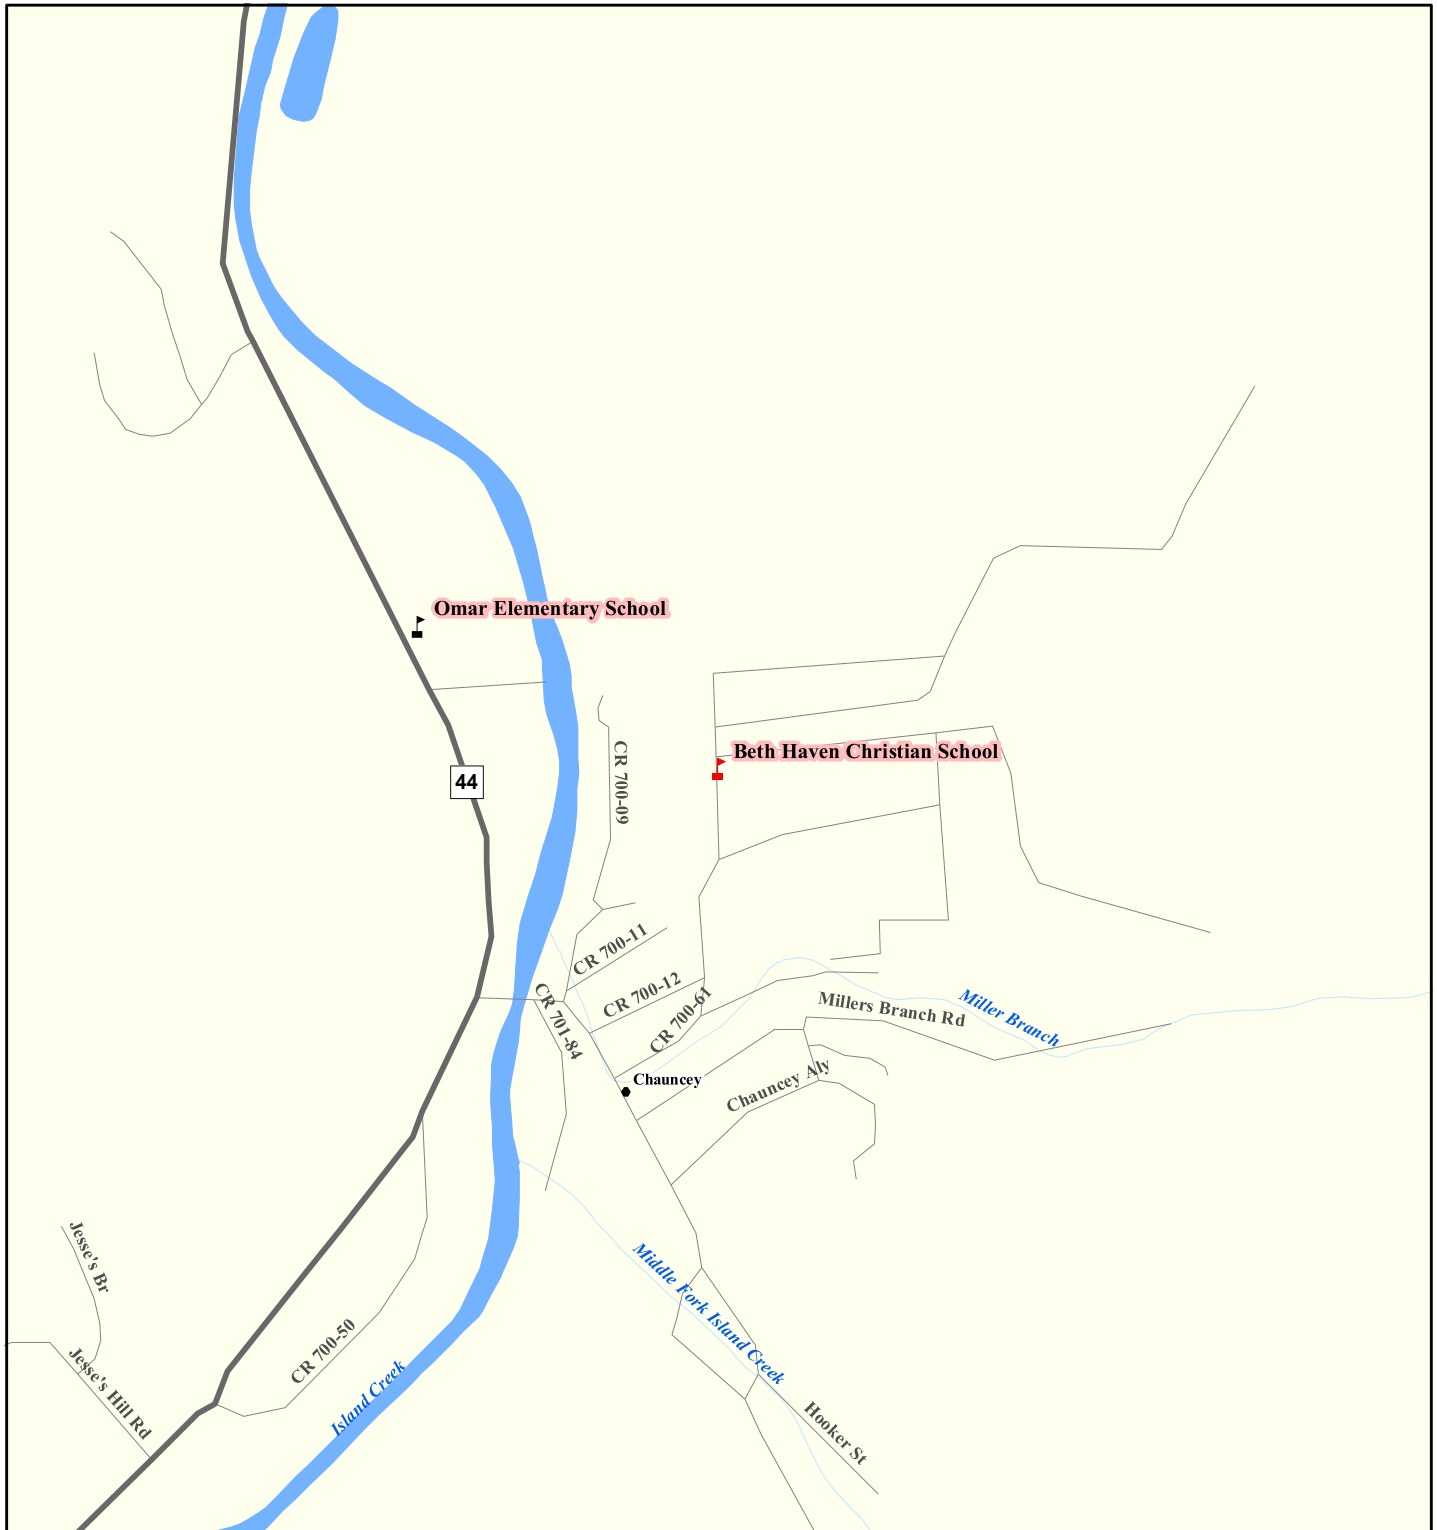 Omar Elementary School
Beth Haven Christian School
44
CR 700-09
CR 700-11
CR 700-12
CR 700-61
CR 701-84
Millers Branch Rd
Miller Branch
Chauncey
Chauncey Aly
Jesse's Br
Middle Fork Island Creek
CR 700-50
Jesse's Hill Rd
Island Creek
Hooker St